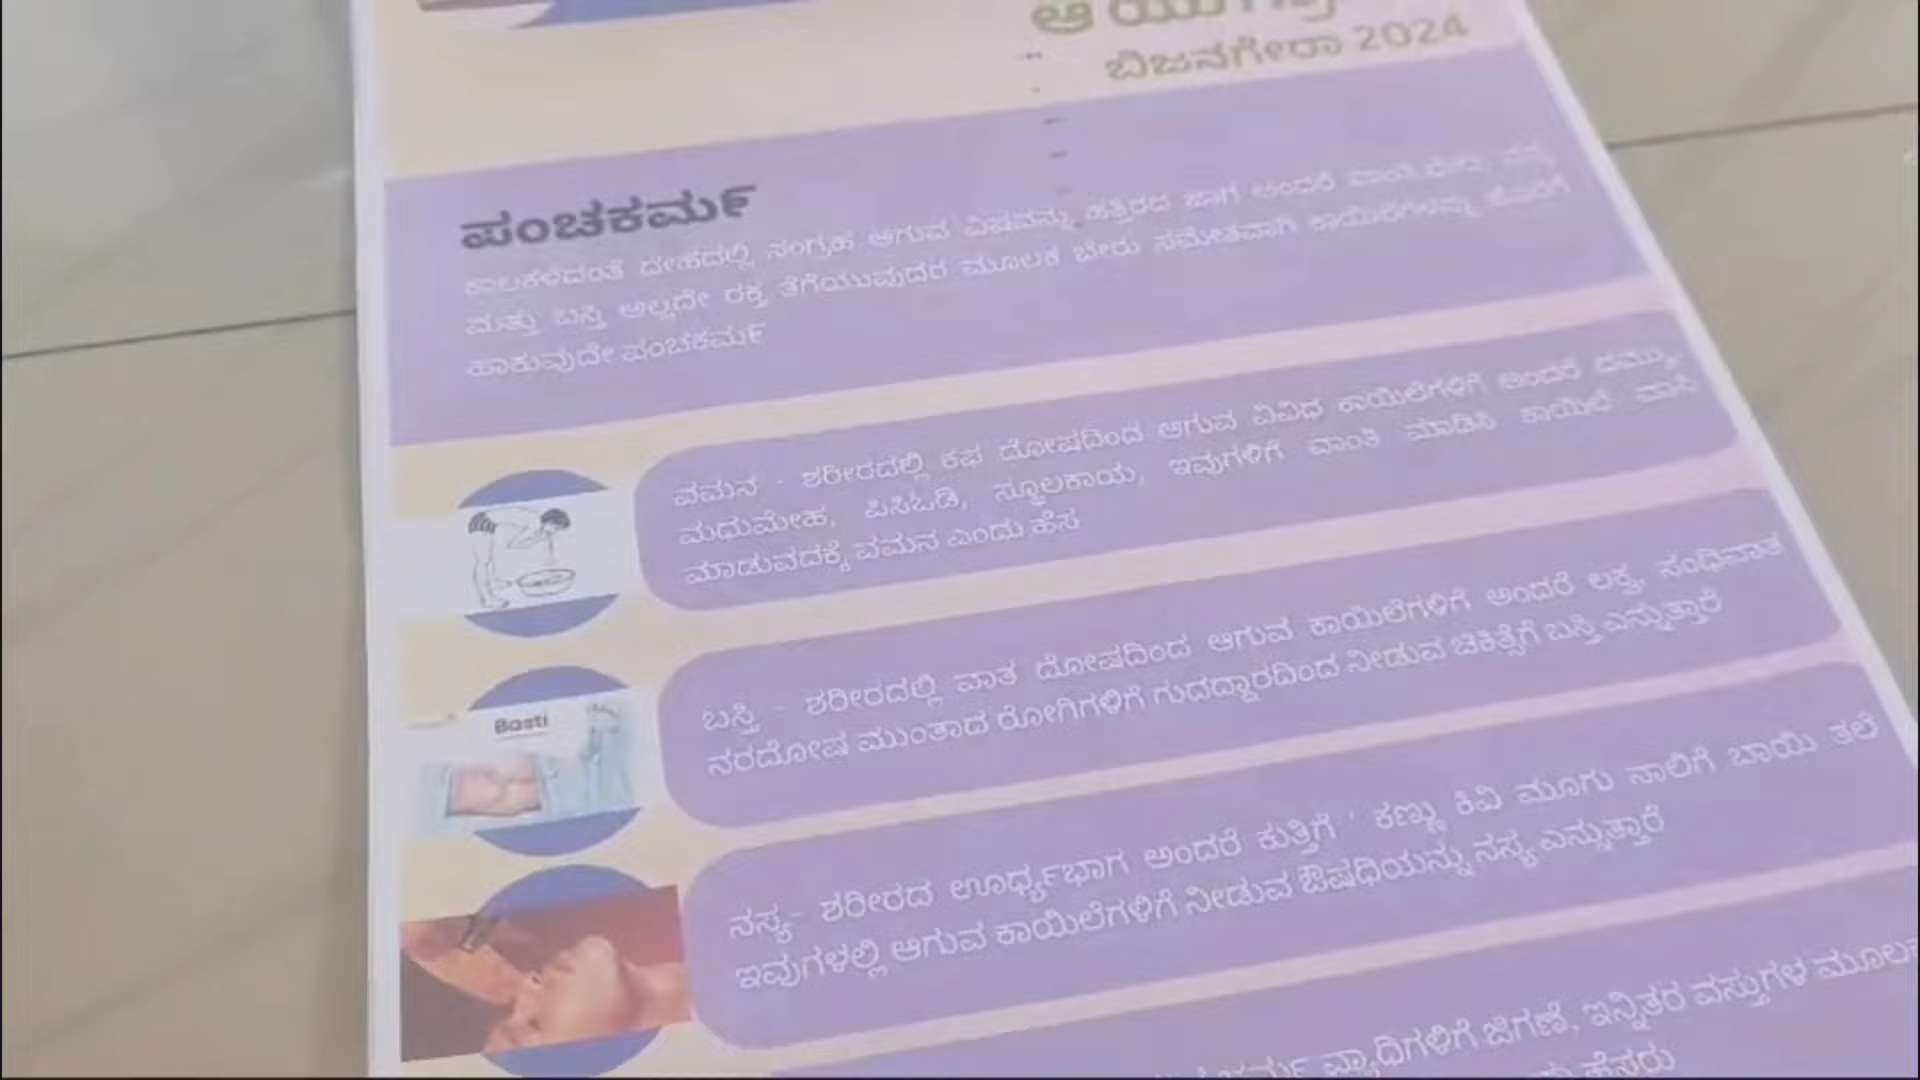 ಬಿಜನಗೇರಾ 2024
ಪಂಚಕರ್ಮ
ಕಾಲಕಳೆದಂತೆ ದೇಹದಲ್ಲಿ ಸಂಗ್ರಹ ಆಗುವ ವಿಷವನ್ನು ಹತ್ತಿರದ ಜಾಗ ಅಂದರೆ
ಮತ್ತು ಬಸ್ತಿ ಅಲ್ಲದೇ ರಕ್ತ ತೆಗೆಯುವುದರ ಮೂಲಕ ಬೇರು ಸಮೇತವಾಗಿ ಕಾಯಿಲೆಗಳನ್ನು
ಹಾಕುವುದೇ ಪಂಚಕರ್ಮ
ವಮನ - ಶರೀರದಲ್ಲಿ ಕಫ ದೋಷದಿಂದ ಆಗುವ ವಿವಿಧ ಕಾಯಿಲೆಗಳಿಗೆ ಅಂದರೆ ದಮ್ಮು,
ಮಧುಮೇಹ, ಪಿಸಿಓಡಿ, ಸ್ಥೂಲಕಾಯ, ಇವುಗಳಿಗೆ ವಾಂತಿ ಮಾಡಿಸಿ ಕಾಯಿಲೆ ವಾಸಿ
ಮಾಡುವದಕ್ಕೆ ವಮನ ಎಂದು ಹೆಸ
Basti
ಬಸ್ತಿ - ಶರೀರದಲ್ಲಿ ವಾತ ದೋಷದಿಂದ ಆಗುವ ಕಾಯಿಲೆಗಳಿಗೆ ಅಂದರೆ ಲಕ್ವ, ಸಂಧಿವಾತ
ನರದೋಷ ಮುಂತಾದ ರೋಗಿಗಳಿಗೆ ಗುದದ್ವಾರದಿಂದ ನೀಡುವ ಚಿಕಿತ್ಸೆಗೆ ಬಸ್ತಿ ಎನ್ನುತ್ತಾರೆ
ನಸ್ಯ- ಶರೀರದ ಊರ್ಧ್ವಭಾಗ ಅಂದರೆ ಕುತ್ತಿಗೆ ' ಕಣ್ಣು ಕಿವಿ ಮೂಗು ನಾಲಿಗೆ ಬಾಯಿ ತಲೆ
ಇವುಗಳಲ್ಲಿ ಆಗುವ ಕಾಯಿಲೆಗಳಿಗೆ ನೀಡುವ ಔಷಧಿಯನ್ನು ನಸ್ಯ ಎನ್ನುತ್ತಾರೆ
ಚರ್ಮ ವ್ಯಾಧಿಗಳಿಗೆ ಜಿಗಣೆ, ಇನ್ನಿತರ ವಸ್ತುಗಳ ಮೂಲಕ
ಹೆಸರು